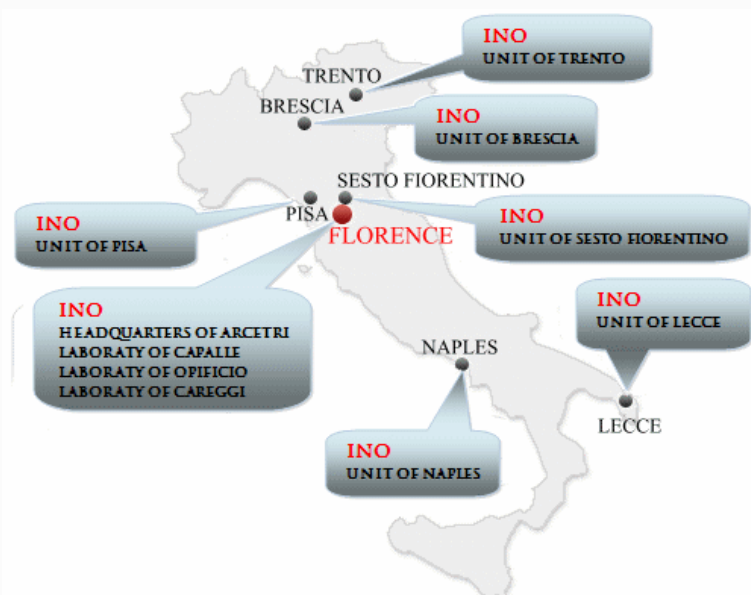 INO
UNIT OF TRENTO
TRENTO
BRESCIA
INO
UNIT OF BRESCIA
SESTO FIORENTINO
PISA
FLORENCE
INO
UNIT OF PISA
INO
UNIT OF SESTO FIORENTINO
INO
HEADQUARTERS OF ARCETRI
LABORATY OF CAPALLE
LABORATY OF OPIFICIO
LABORATY OF CAREGGI
INO
UNIT OF LECCE
NAPLES
LECCE
INO
UNIT OF NAPLES